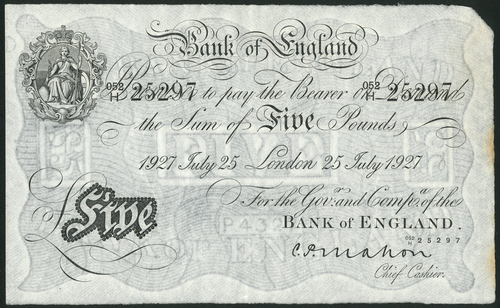 Bank of England
052/H 25297 Promise to pay the Bearer on Demand 052/H 25297
the Sum of Five Pounds
1927 July 25 London 25 July 1927
For the Gov.r and Comp.a of the
BANK OF ENGLAND.
£Five
052/H 25297
C. P. Mahon
Chief Cashier.